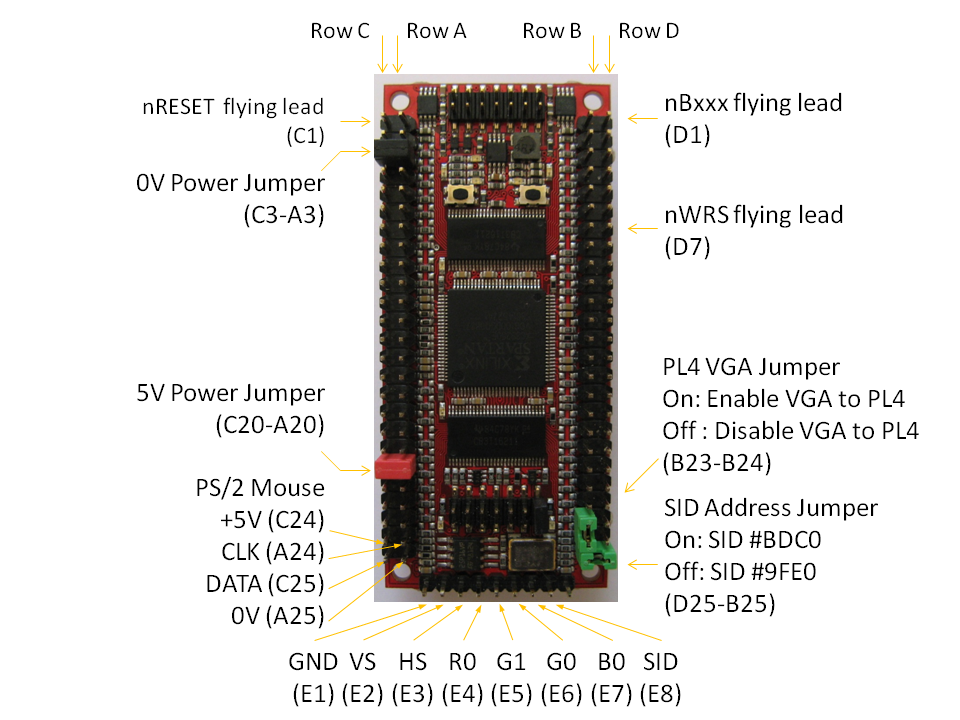 Row C
Row A
Row B
Row D
nRESET flying lead
(C1)
nBxxx flying lead
(D1)
0V Power Jumper
(C3-A3)
nWRS flying lead
(D7)
5V Power Jumper
(C20-A20)
PL4 VGA Jumper
On: Enable VGA to PL4
Off : Disable VGA to PL4
(B23-B24)
PS/2 Mouse
+5V (C24)
CLK (A24)
DATA (C25)
0V (A25)
SID Address Jumper
On: SID #BDC0
Off: SID #9FE0
(D25-B25)
GND VS HS R0 G1 G0 B0 SID
(E1) (E2) (E3) (E4) (E5) (E6) (E7) (E8)
XILINX
SPARTAN